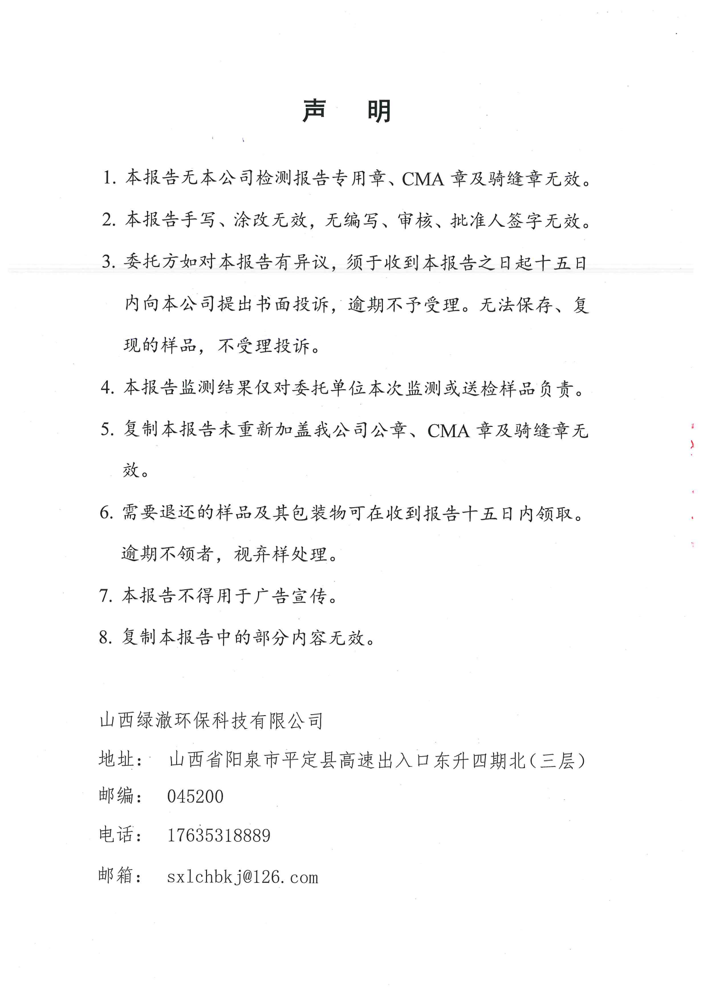 声 明
1. 本报告无本公司检测报告专用章、CMA 章及骑缝章无效。
2. 本报告手写、涂改无效，无编写、审核、批准人签字无效。
3. 委托方如对本报告有异议，须于收到本报告之日起十五日
内向本公司提出书面投诉，逾期不予受理。无法保存、复
现的样品，不受理投诉。
4. 本报告监测结果仅对委托单位本次监测或送检样品负责。
5. 复制本报告未重新加盖我公司公章、CMA 章及骑缝章无
效。
6. 需要退还的样品及其包装物可在收到报告十五日内领取。
逾期不领者，视弃样处理。
7. 本报告不得用于广告宣传。
8. 复制本报告中的部分内容无效。
山西绿澈环保科技有限公司
地址： 山西省阳泉市平定县高速出入口东升四期北（三层）
邮编： 045200
电话： 17635318889
邮箱： sxlchbkj@126.com